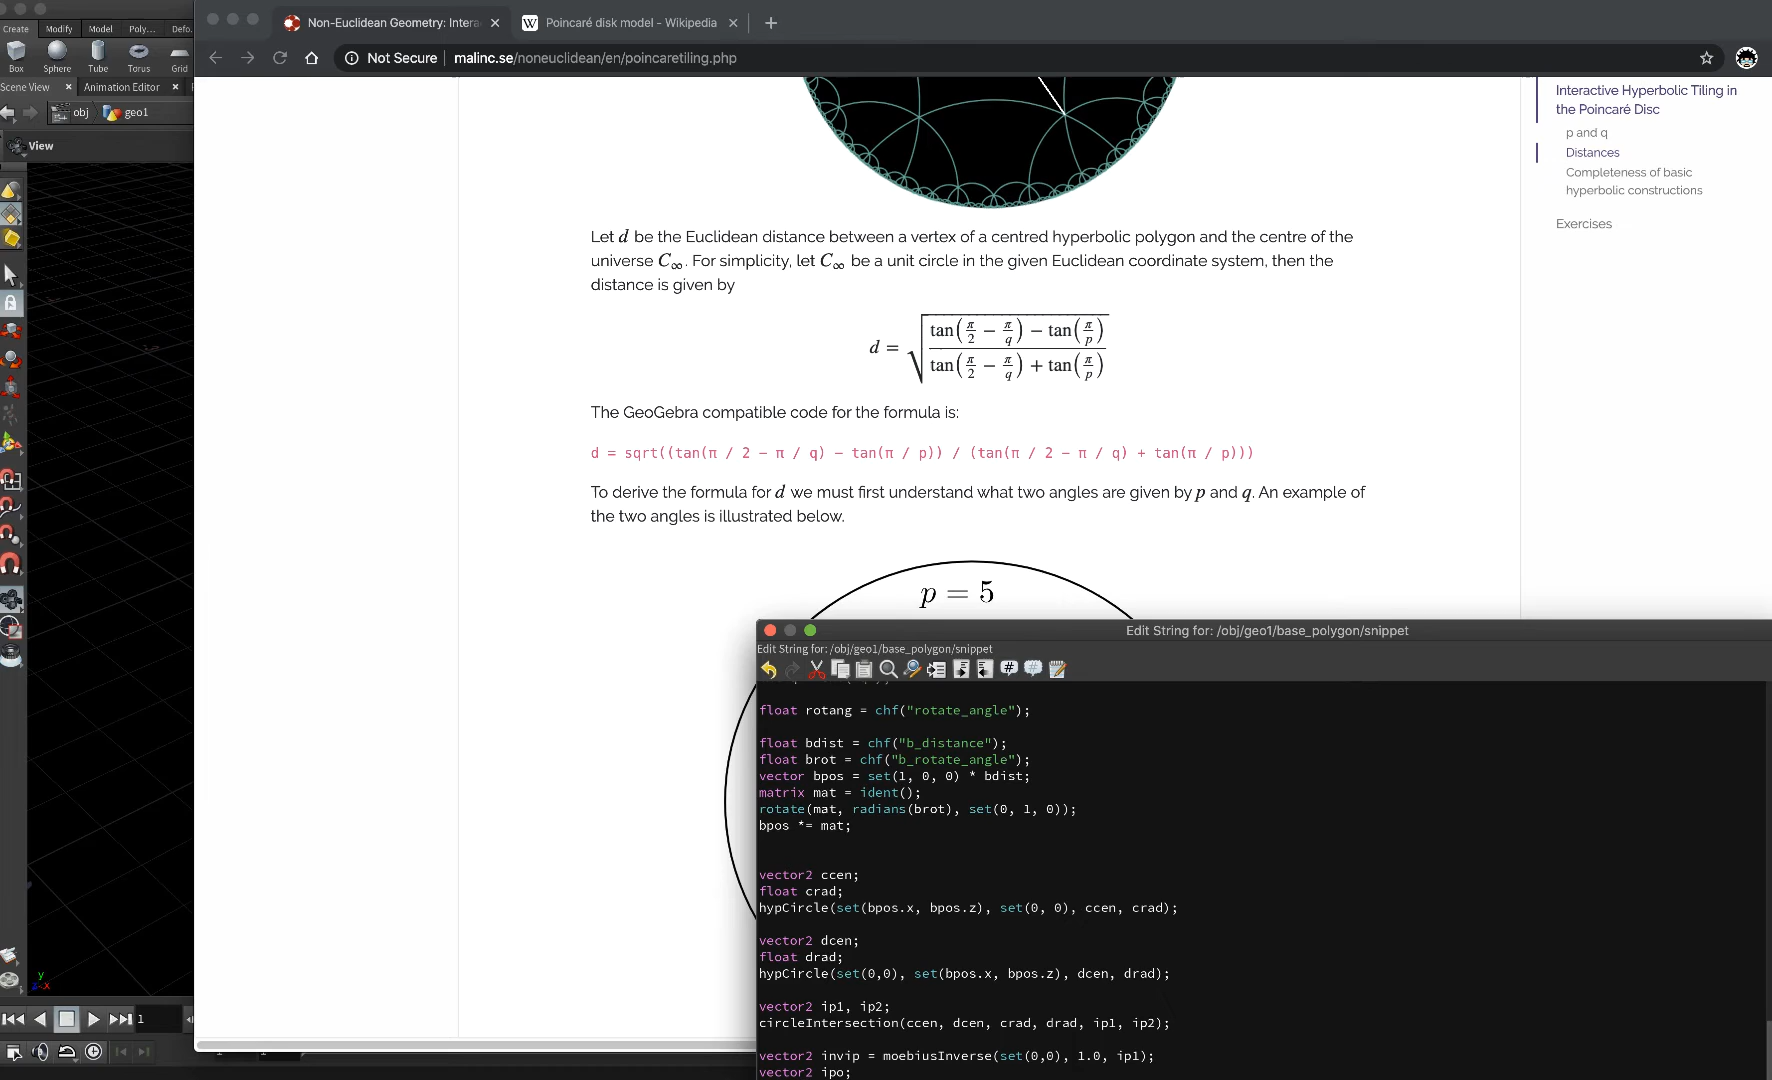 Non-Euclidean Geometry: Intera
Poincaré disk model - Wikipedia
Create Modify Model Poly... Defo.
Box Sphere Tube Torus Grid
Not Secure malinc.se/noneuclidean/en/poincaretiling.php
Scene View Animation Editor
obj geo1
View
Interactive Hyperbolic Tiling in
the Poincaré Disc
p and q
Distances
Completeness of basic
hyperbolic constructions
Exercises
Let d be the Euclidean distance between a vertex of a centred hyperbolic polygon and the centre of the
universe C∞. For simplicity, let C∞ be a unit circle in the given Euclidean coordinate system, then the
distance is given by
d = √((tan(π/2 − π/q) − tan(π/p)) / (tan(π/2 − π/q) + tan(π/p)))
The GeoGebra compatible code for the formula is:
d = sqrt((tan(π / 2 − π / q) − tan(π / p)) / (tan(π / 2 − π / q) + tan(π / p)))
To derive the formula for d we must first understand what two angles are given by p and q. An example of
the two angles is illustrated below.
p = 5
Edit String for: /obj/geo1/base_polygon/snippet
Edit String for: /obj/geo1/base_polygon/snippet
float rotang = chf("rotate_angle");
float bdist = chf("b_distance");
float brot = chf("b_rotate_angle");
vector bpos = set(1, 0, 0) * bdist;
matrix mat = ident();
rotate(mat, radians(brot), set(0, 1, 0));
bpos *= mat;
vector2 ccen;
float crad;
hypCircle(set(bpos.x, bpos.z), set(0, 0), ccen, crad);
vector2 dcen;
float drad;
hypCircle(set(0,0), set(bpos.x, bpos.z), dcen, drad);
vector2 ip1, ip2;
circleIntersection(ccen, dcen, crad, drad, ip1, ip2);
vector2 invip = moebiusInverse(set(0,0), 1.0, ip1);
vector2 ipo;
y
z x
1